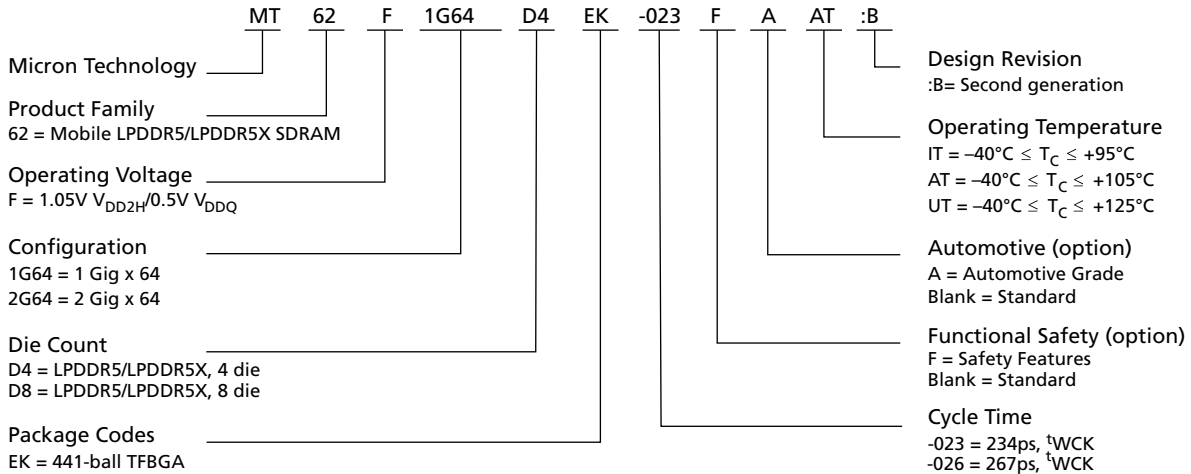 MT 62 F 1G64 D4 EK -023 F A AT :B
Micron Technology
Product Family
62 = Mobile LPDDR5/LPDDR5X SDRAM
Operating Voltage
F = 1.05V VDD2H/0.5V VDDQ
Configuration
1G64 = 1 Gig x 64
2G64 = 2 Gig x 64
Die Count
D4 = LPDDR5/LPDDR5X, 4 die
D8 = LPDDR5/LPDDR5X, 8 die
Package Codes
EK = 441-ball TFBGA
Design Revision
:B= Second generation
Operating Temperature
IT = –40°C ≤ TC ≤ +95°C
AT = –40°C ≤ TC ≤ +105°C
UT = –40°C ≤ TC ≤ +125°C
Automotive (option)
A = Automotive Grade
Blank = Standard
Functional Safety (option)
F = Safety Features
Blank = Standard
Cycle Time
-023 = 234ps, tWCK
-026 = 267ps, tWCK